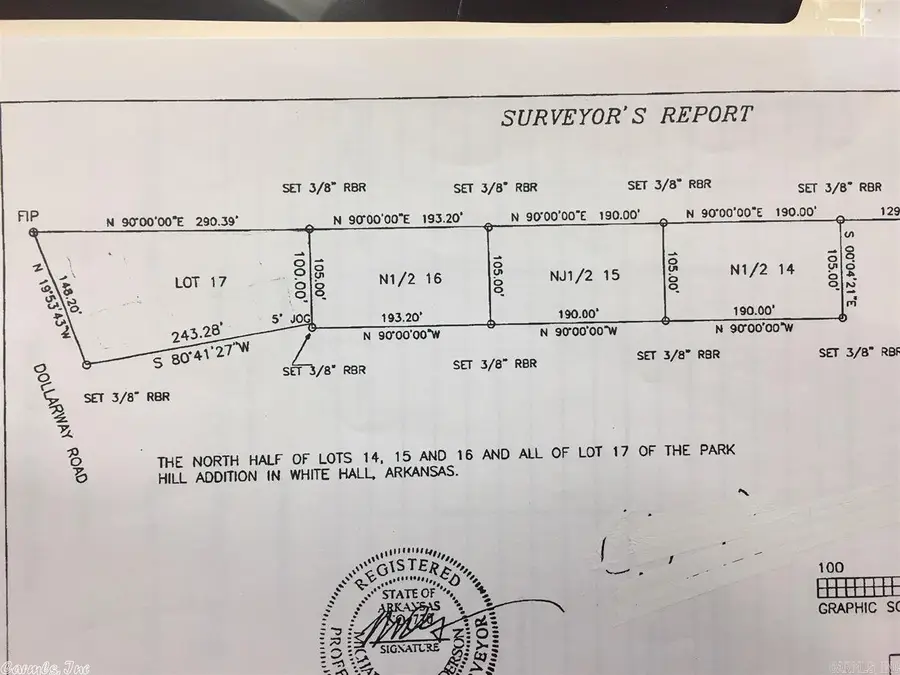 SURVEYOR'S REPORT
SET 3/8" RBR
SET 3/8" RBR
SET 3/8" RBR
SET 3/8" RBR
FIP
N 90°00'00"E 290.39'
N 90°00'00"E 193.20'
N 90°00'00"E 190.00'
N 90°00'00"E 190.00'
129
N 19°53'43"W
148.20'
LOT 17
100.00'
105.00'
N1/2 16
105.00'
NJ1/2 15
105.00'
N1/2 14
105.00'
S 00°04'21"E
5' JOG
193.20'
190.00'
190.00'
243.28'
S 80°41'27"W
N 90°00'00"W
N 90°00'00"W
N 90°00'00"W
SET 3/8" RBR
SET 3/8" RBR
SET 3/8" RBR
SET 3/8" RBR
SET 3/8" RBR
DOLLARWAY ROAD
THE NORTH HALF OF LOTS 14, 15 AND 16 AND ALL OF LOT 17 OF THE PARK
HILL ADDITION IN WHITE HALL, ARKANSAS.
REGISTERED
STATE OF
ARKANSAS
SIGNATURE
100
GRAPHIC SC